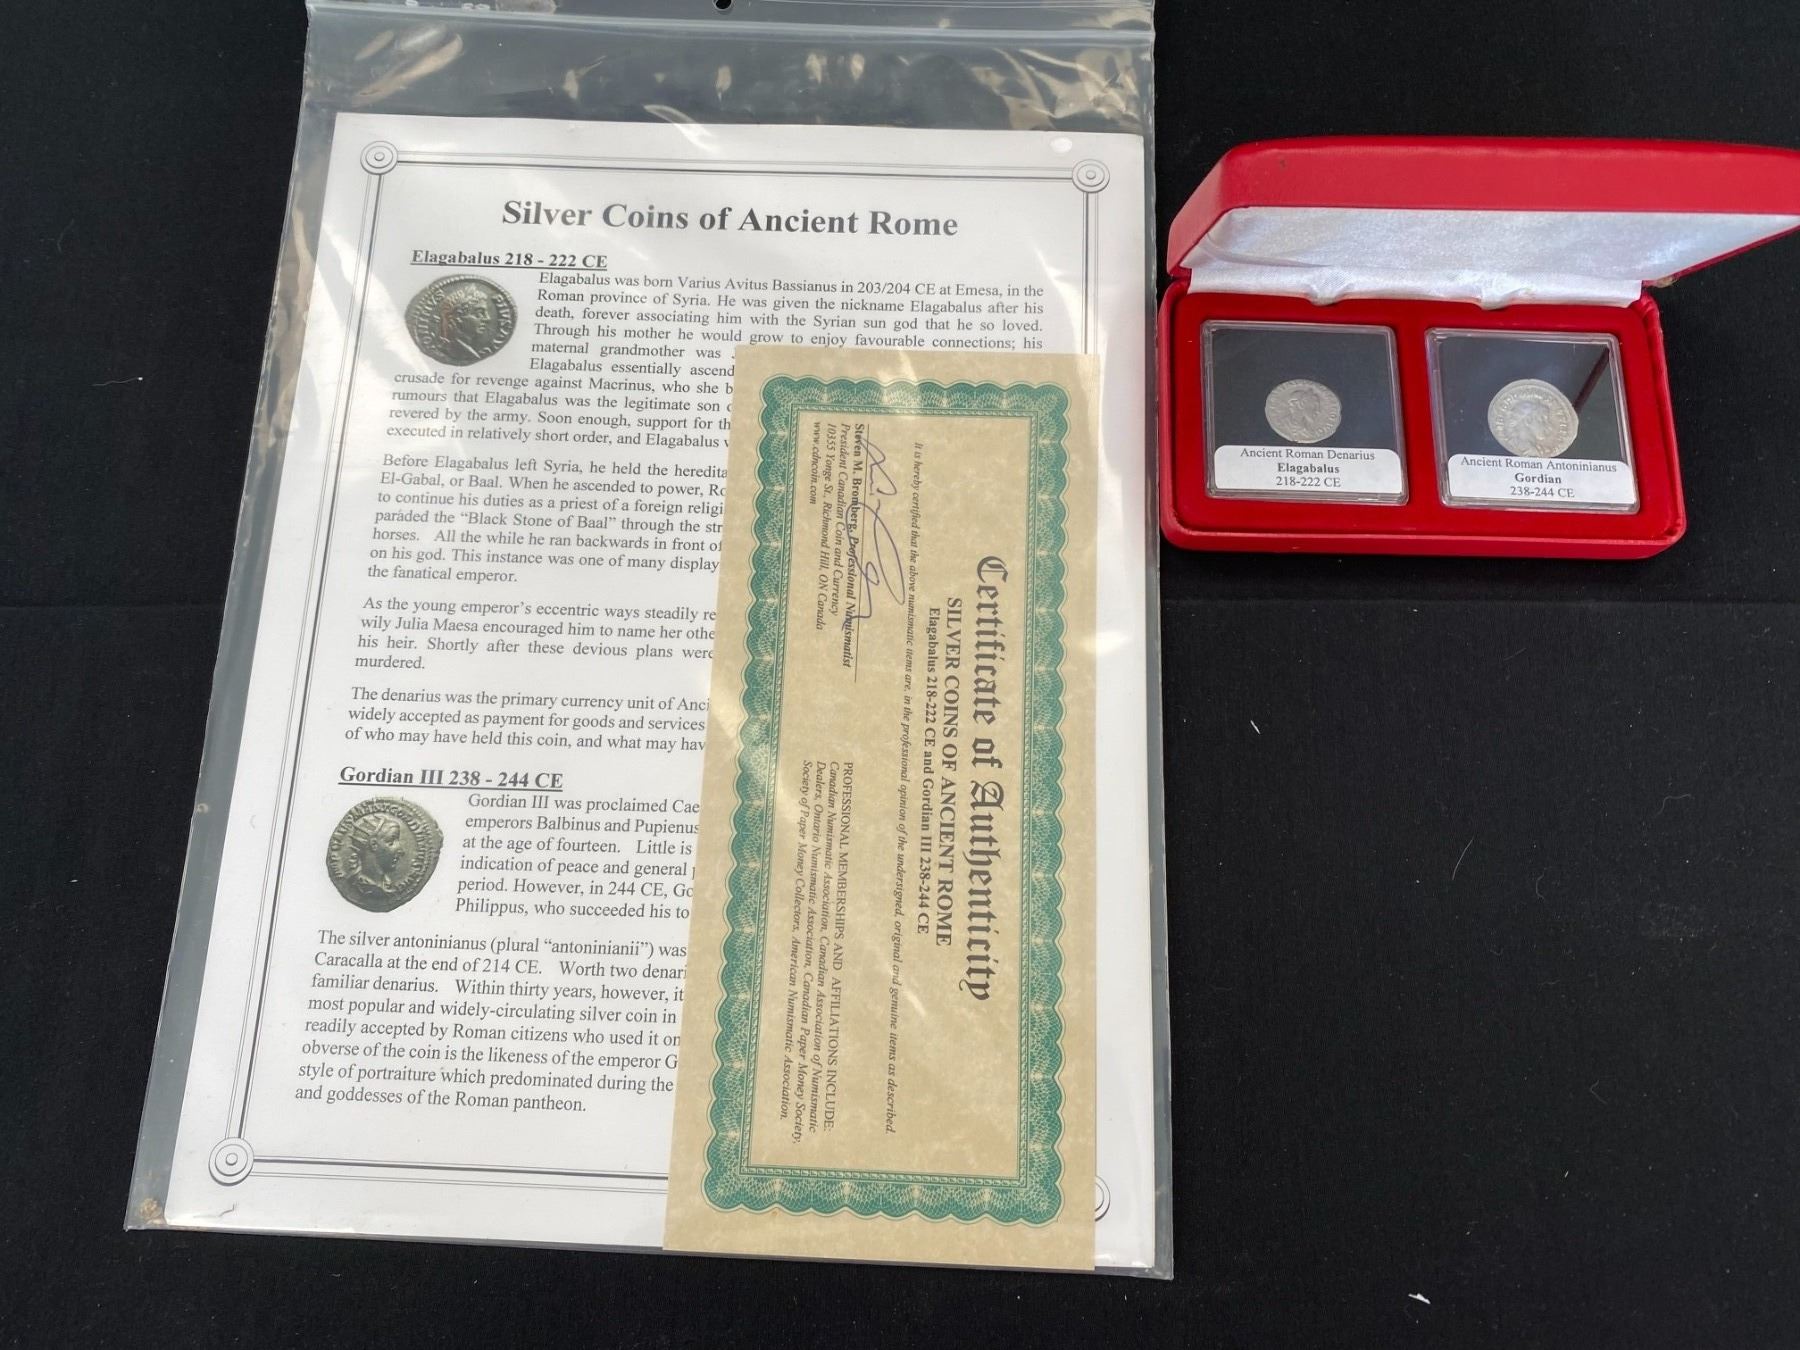 Silver Coins of Ancient Rome
Elagabalus 218 - 222 CE
Elagabalus was born Varius Avitus Bassianus in 203/204 CE at Emesa, in the
Roman province of Syria. He was given the nickname Elagabalus after his
death, forever associating him with the Syrian sun god that he so loved.
Through his mother he would grow to enjoy favourable connections; his
maternal grandmother was
Elagabalus essentially ascend
crusade for revenge against Macrinus, who she b
rumours that Elagabalus was the legitimate son
revered by the army. Soon enough, support for th
executed in relatively short order, and Elagabalus
Before Elagabalus left Syria, he held the heredita
El-Gabal, or Baal. When he ascended to power, Ro
to continue his duties as a priest of a foreign religi
paraded the “Black Stone of Baal” through the str
horses. All the while he ran backwards in front of
on his god. This instance was one of many display
the fanatical emperor.
As the young emperor’s eccentric ways steadily re
wily Julia Maesa encouraged him to name her othe
his heir. Shortly after these devious plans were
murdered.
The denarius was the primary currency unit of Anci
widely accepted as payment for goods and services
of who may have held this coin, and what may hav
Gordian III 238 - 244 CE
Gordian III was proclaimed Cae
emperors Balbinus and Pupienus
at the age of fourteen. Little is
indication of peace and general
period. However, in 244 CE, Go
Philippus, who succeeded his to
The silver antoninianus (plural “antoninianii”) was
Caracalla at the end of 214 CE. Worth two denari
familiar denarius. Within thirty years, however, it
most popular and widely-circulating silver coin in
readily accepted by Roman citizens who used it on
obverse of the coin is the likeness of the emperor G
style of portraiture which predominated during the
and goddesses of the Roman pantheon.
Certificate of Authenticity
SILVER COINS OF ANCIENT ROME
Elagabalus 218-222 CE and Gordian III 238-244 CE
It is hereby certified that the above numismatic items are, in the professional opinion of the undersigned, original and genuine items as described.
Steven M. Bromberg, Professional Numismatist
President Canadian Coin and Currency
10355 Yonge St., Richmond Hill, ON Canada
www.cdncoin.com
PROFESSIONAL MEMBERSHIPS AND AFFILIATIONS INCLUDE:
Canadian Numismatic Association, Canadian Association of Numismatic
Dealers, Ontario Numismatic Association, Canadian Paper Money Society,
Society of Paper Money Collectors, American Numismatic Association.
Ancient Roman Denarius
Elagabalus
218-222 CE
Ancient Roman Antoninianus
Gordian
238-244 CE